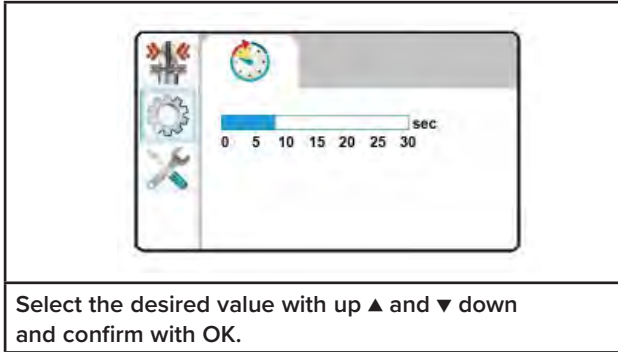 sec
0 5 10 15 20 25 30
Select the desired value with up ▲ and ▼ down
and confirm with OK.